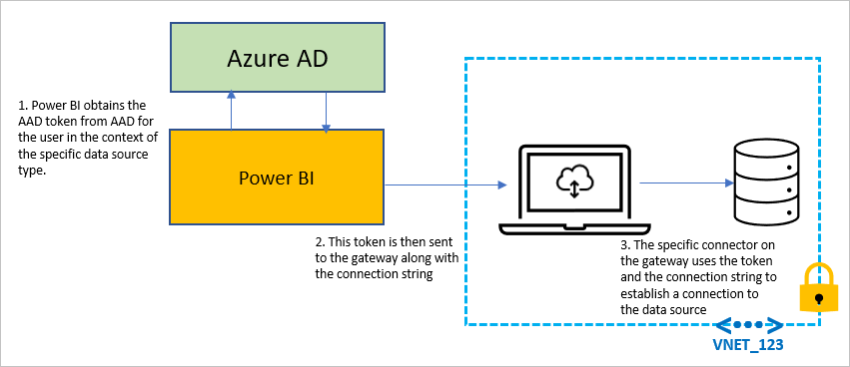 Azure AD
1. Power BI obtains the
AAD token from AAD for
the user in the context of
the specific data source
type.
Power BI
2. This token is then sent
to the gateway along with
the connection string
3. The specific connector on
the gateway uses the token
and the connection string to
establish a connection to
the data source
VNET_123